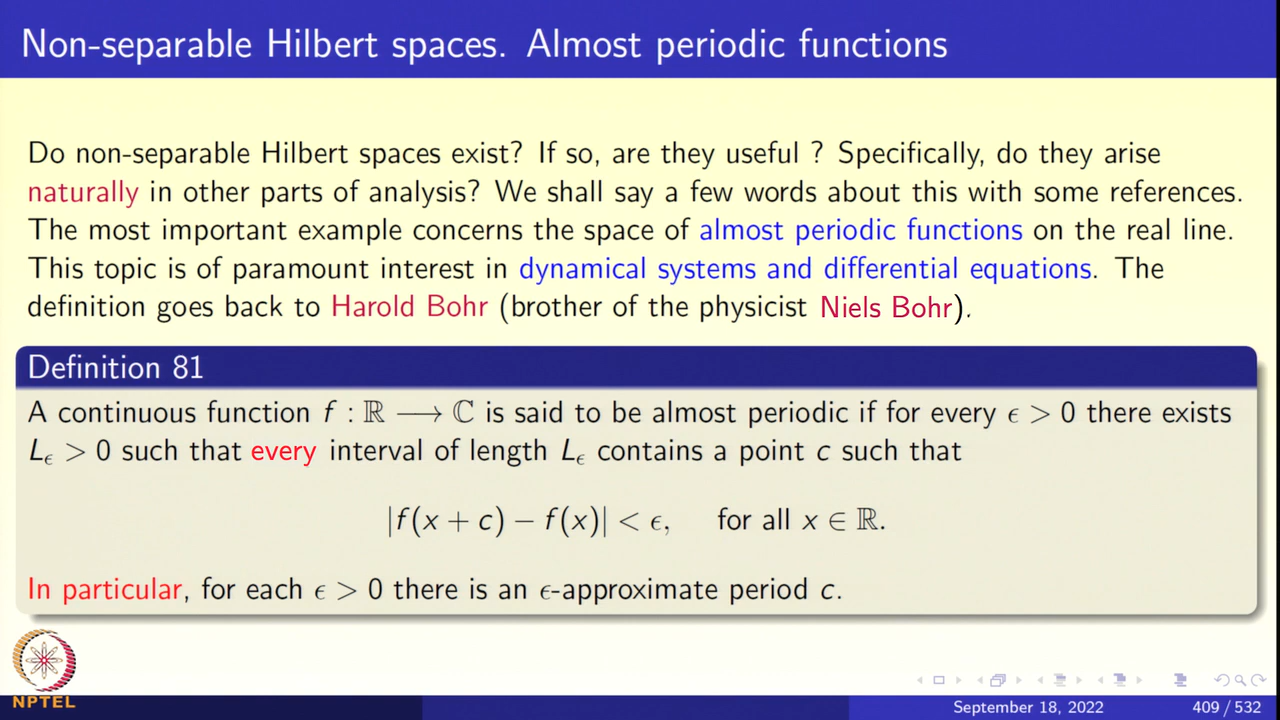 Non-separable Hilbert spaces. Almost periodic functions
Do non-separable Hilbert spaces exist? If so, are they useful ? Specifically, do they arise
naturally in other parts of analysis? We shall say a few words about this with some references.
The most important example concerns the space of almost periodic functions on the real line.
This topic is of paramount interest in dynamical systems and differential equations. The
definition goes back to Harold Bohr (brother of the physicist Niels Bohr).
Definition 81
A continuous function f : ℝ ⟶ ℂ is said to be almost periodic if for every ϵ > 0 there exists
L_ϵ > 0 such that every interval of length L_ϵ contains a point c such that
|f(x + c) − f(x)| < ϵ, for all x ∈ ℝ.
In particular, for each ϵ > 0 there is an ϵ-approximate period c.
NPTEL
September 18, 2022 409 / 532